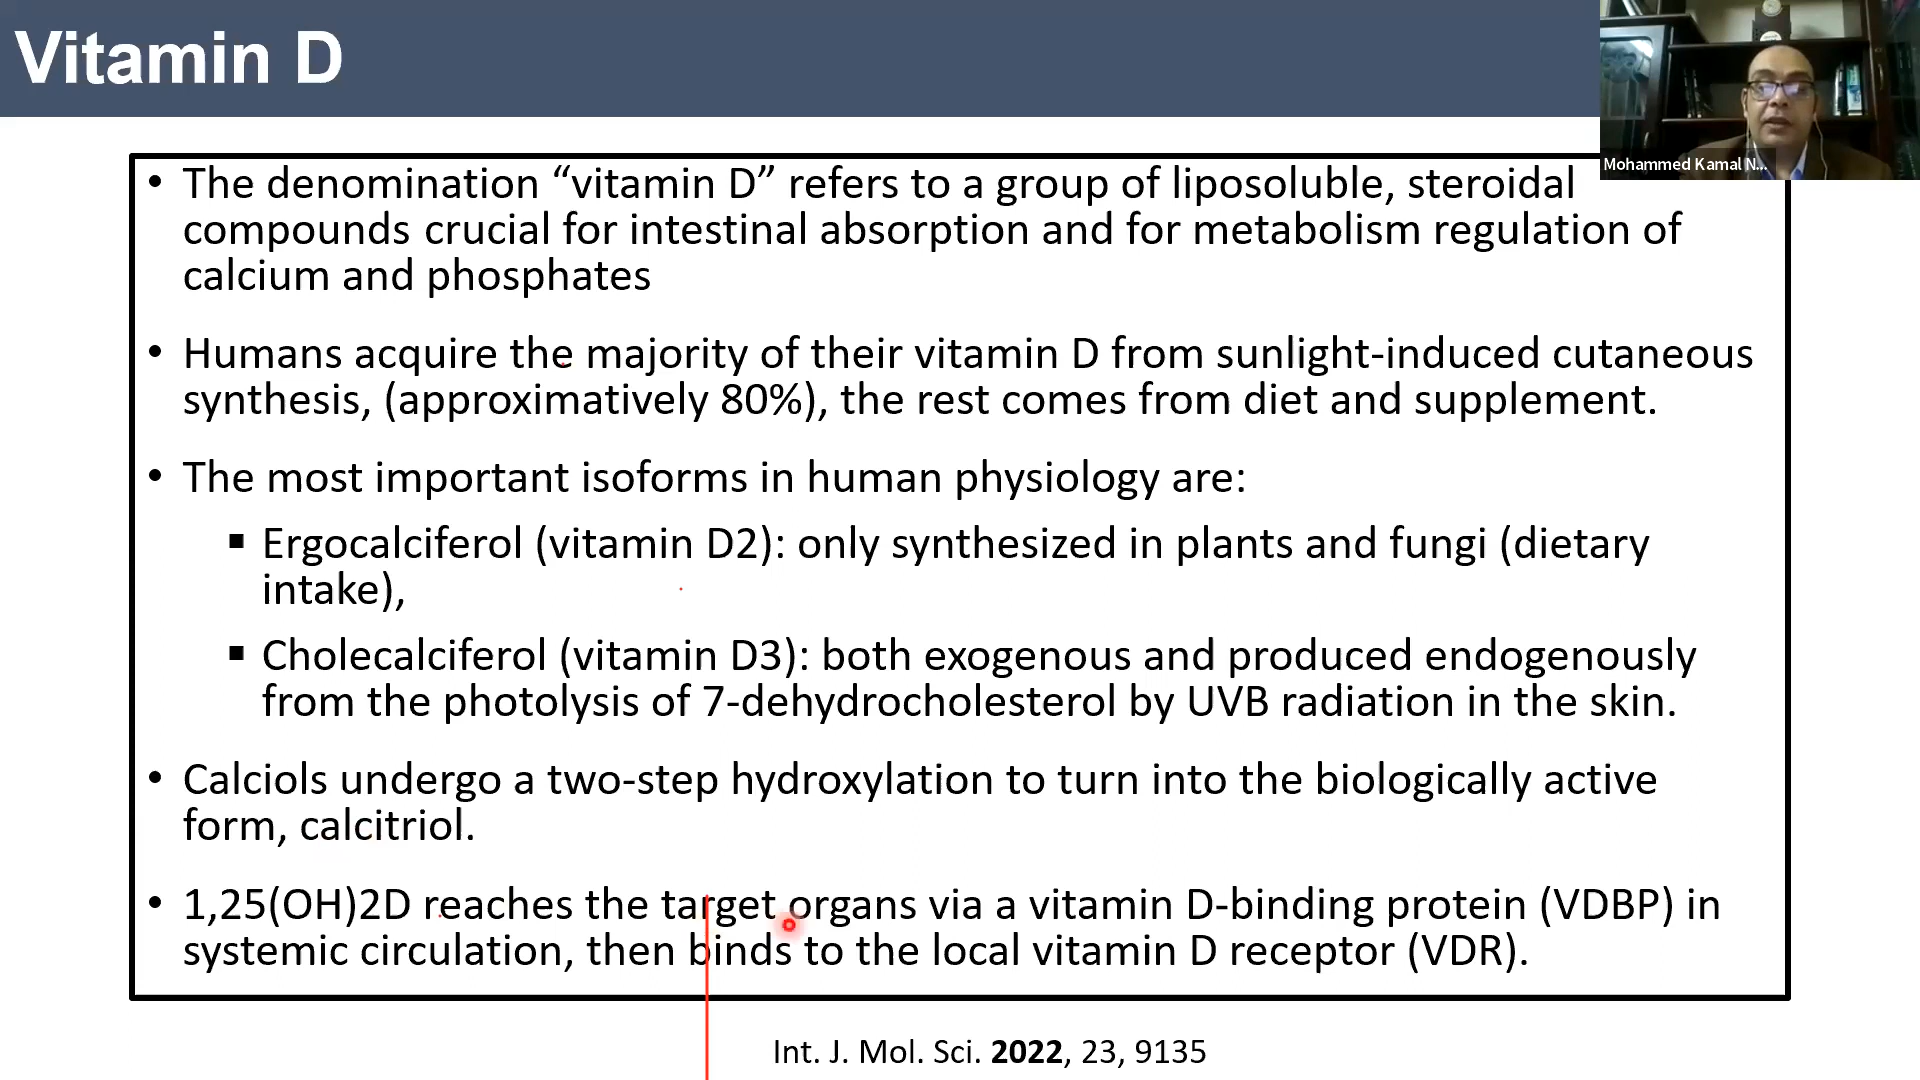 Vitamin D
Mohammed Kamal N...
• The denomination “vitamin D” refers to a group of liposoluble, steroidal
compounds crucial for intestinal absorption and for metabolism regulation of
calcium and phosphates
• Humans acquire the majority of their vitamin D from sunlight-induced cutaneous
synthesis, (approximatively 80%), the rest comes from diet and supplement.
• The most important isoforms in human physiology are:
▪ Ergocalciferol (vitamin D2): only synthesized in plants and fungi (dietary
intake),
▪ Cholecalciferol (vitamin D3): both exogenous and produced endogenously
from the photolysis of 7-dehydrocholesterol by UVB radiation in the skin.
• Calciols undergo a two-step hydroxylation to turn into the biologically active
form, calcitriol.
• 1,25(OH)2D reaches the target organs via a vitamin D-binding protein (VDBP) in
systemic circulation, then binds to the local vitamin D receptor (VDR).
Int. J. Mol. Sci. 2022, 23, 9135